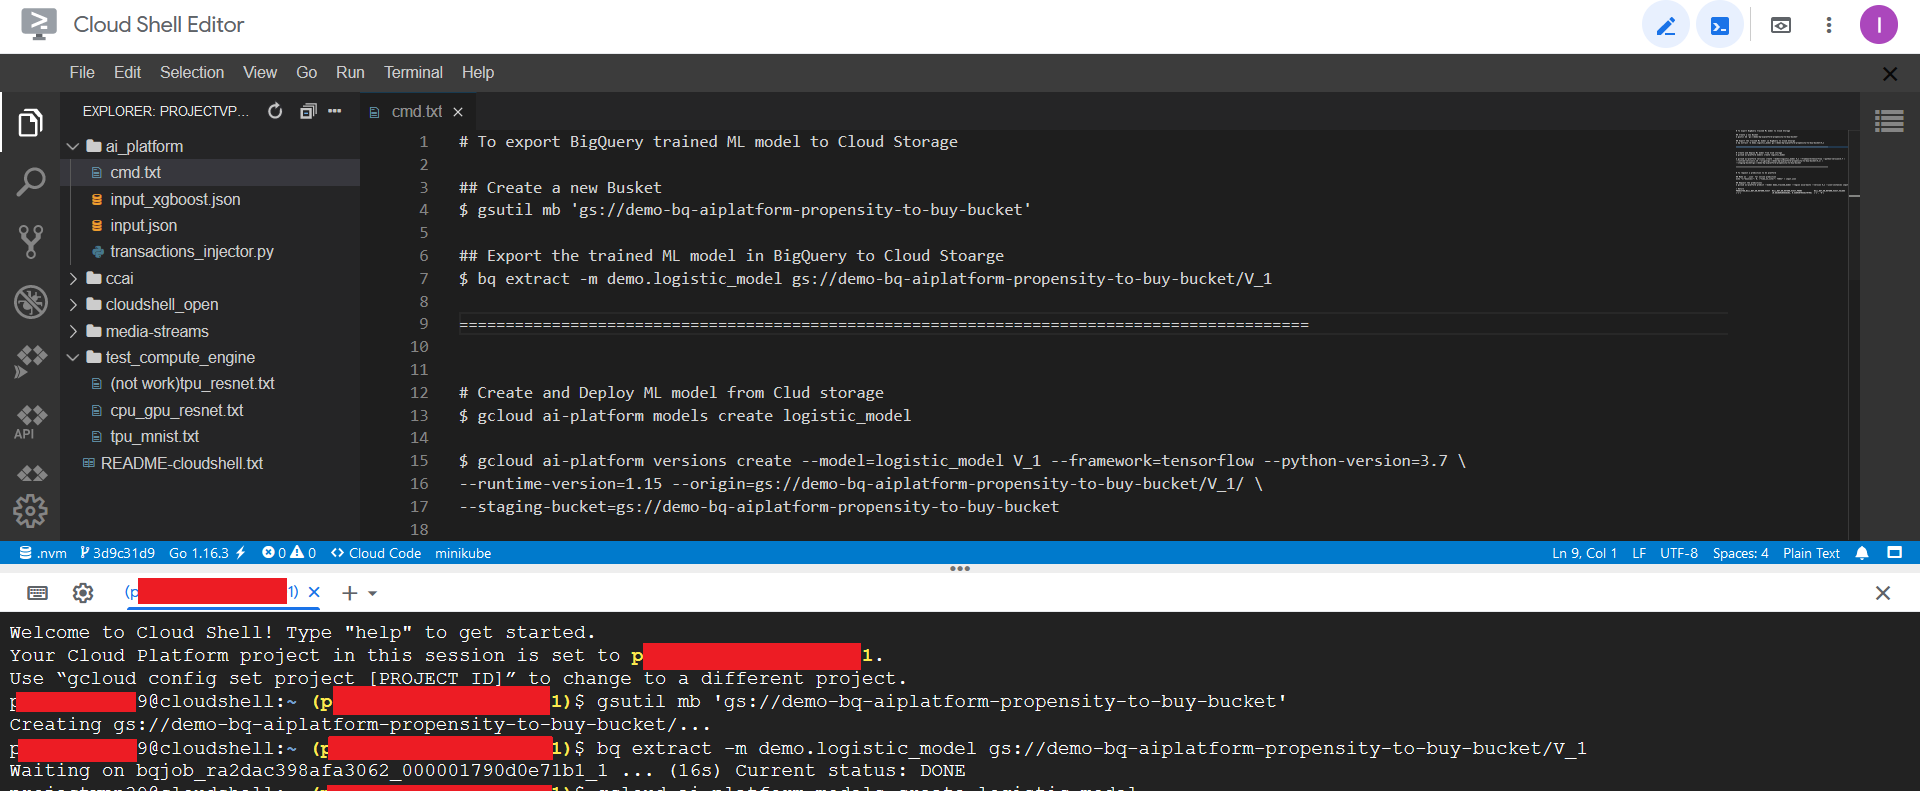 Cloud Shell Editor
I
File Edit Selection View Go Run Terminal Help
EXPLORER: PROJECTVP...
cmd.txt
ai_platform
cmd.txt
input_xgboost.json
input.json
transactions_injector.py
ccai
cloudshell_open
media-streams
test_compute_engine
(not work)tpu_resnet.txt
cpu_gpu_resnet.txt
tpu_mnist.txt
README-cloudshell.txt
API
1 # To export BigQuery trained ML model to Cloud Storage
2
3 ## Create a new Busket
4 $ gsutil mb 'gs://demo-bq-aiplatform-propensity-to-buy-bucket'
5
6 ## Export the trained ML model in BigQuery to Cloud Stoarge
7 $ bq extract -m demo.logistic_model gs://demo-bq-aiplatform-propensity-to-buy-bucket/V_1
8
9 ============================================================================================
10
11
12 # Create and Deploy ML model from Clud storage
13 $ gcloud ai-platform models create logistic_model
14
15 $ gcloud ai-platform versions create --model=logistic_model V_1 --framework=tensorflow --python-version=3.7 \
16 --runtime-version=1.15 --origin=gs://demo-bq-aiplatform-propensity-to-buy-bucket/V_1/ \
17 --staging-bucket=gs://demo-bq-aiplatform-propensity-to-buy-bucket
18
.nvm 3d9c31d9 Go 1.16.3 0 0 Cloud Code minikube Ln 9, Col 1 LF UTF-8 Spaces: 4 Plain Text
(p 1)
Welcome to Cloud Shell! Type "help" to get started.
Your Cloud Platform project in this session is set to p 1.
Use “gcloud config set project [PROJECT ID]” to change to a different project.
p 9@cloudshell:~ (p 1)$ gsutil mb 'gs://demo-bq-aiplatform-propensity-to-buy-bucket'
Creating gs://demo-bq-aiplatform-propensity-to-buy-bucket/...
p 9@cloudshell:~ (p 1)$ bq extract -m demo.logistic_model gs://demo-bq-aiplatform-propensity-to-buy-bucket/V_1
Waiting on bqjob_ra2dac398afa3062_000001790d0e71b1_1 ... (16s) Current status: DONE